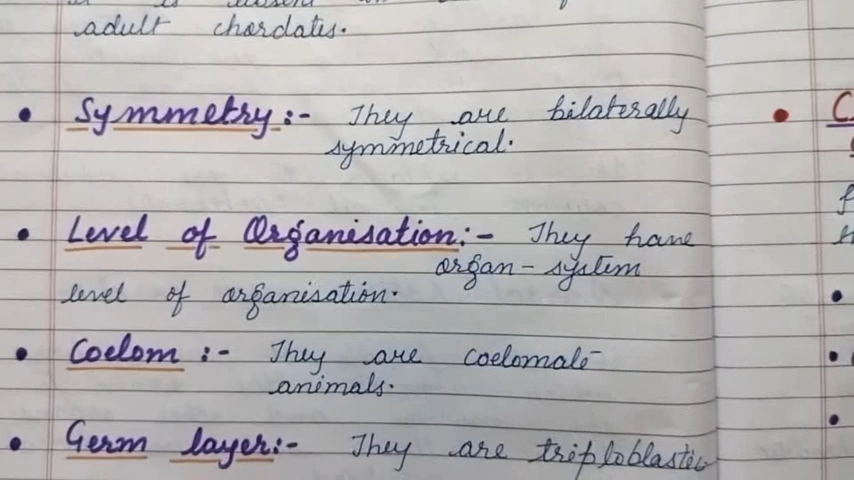 adult chordates.
Symmetry:- They are bilaterally
symmetrical.
Level of Organisation:- They have
organ-system
level of organisation.
Coelom :- They are coelomate
animals.
Germ layer:- They are triploblastic